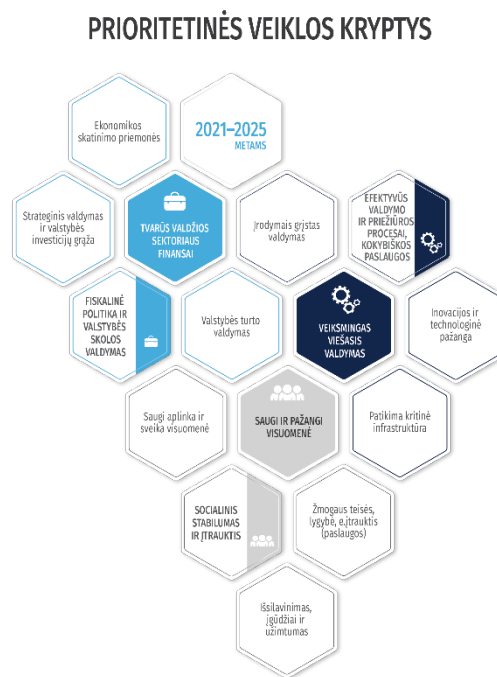 PRIORITETINĖS VEIKLOS KRYPTYS
Ekonomikos
skatinimo priemonės
2021–2025
METAMS
Strateginis valdymas
ir valstybės
investicijų grąža
TVARŪS VALDŽIOS
SEKTORIAUS
FINANSAI
Įrodymais grįstas
valdymas
EFEKTYVŪS
VALDYMO
IR PRIEŽIŪROS
PROCESAI,
KOKYBIŠKOS
PASLAUGOS
FISKALINĖ
POLITIKA IR
VALSTYBĖS
SKOLOS
VALDYMAS
Valstybės turto
valdymas
VEIKSMINGAS
VIEŠASIS
VALDYMAS
Inovacijos ir
technologinė
pažanga
Saugi aplinka ir
sveika visuomenė
SAUGI IR PAŽANGI
VISUOMENĖ
Patikima kritinė
infrastruktūra
SOCIALINIS
STABILUMAS
IR ĮTRAUKTIS
Žmogaus teisės,
lygybė, e.įtrauktis
(paslaugos)
Išsilavinimas,
įgūdžiai ir
užimtumas